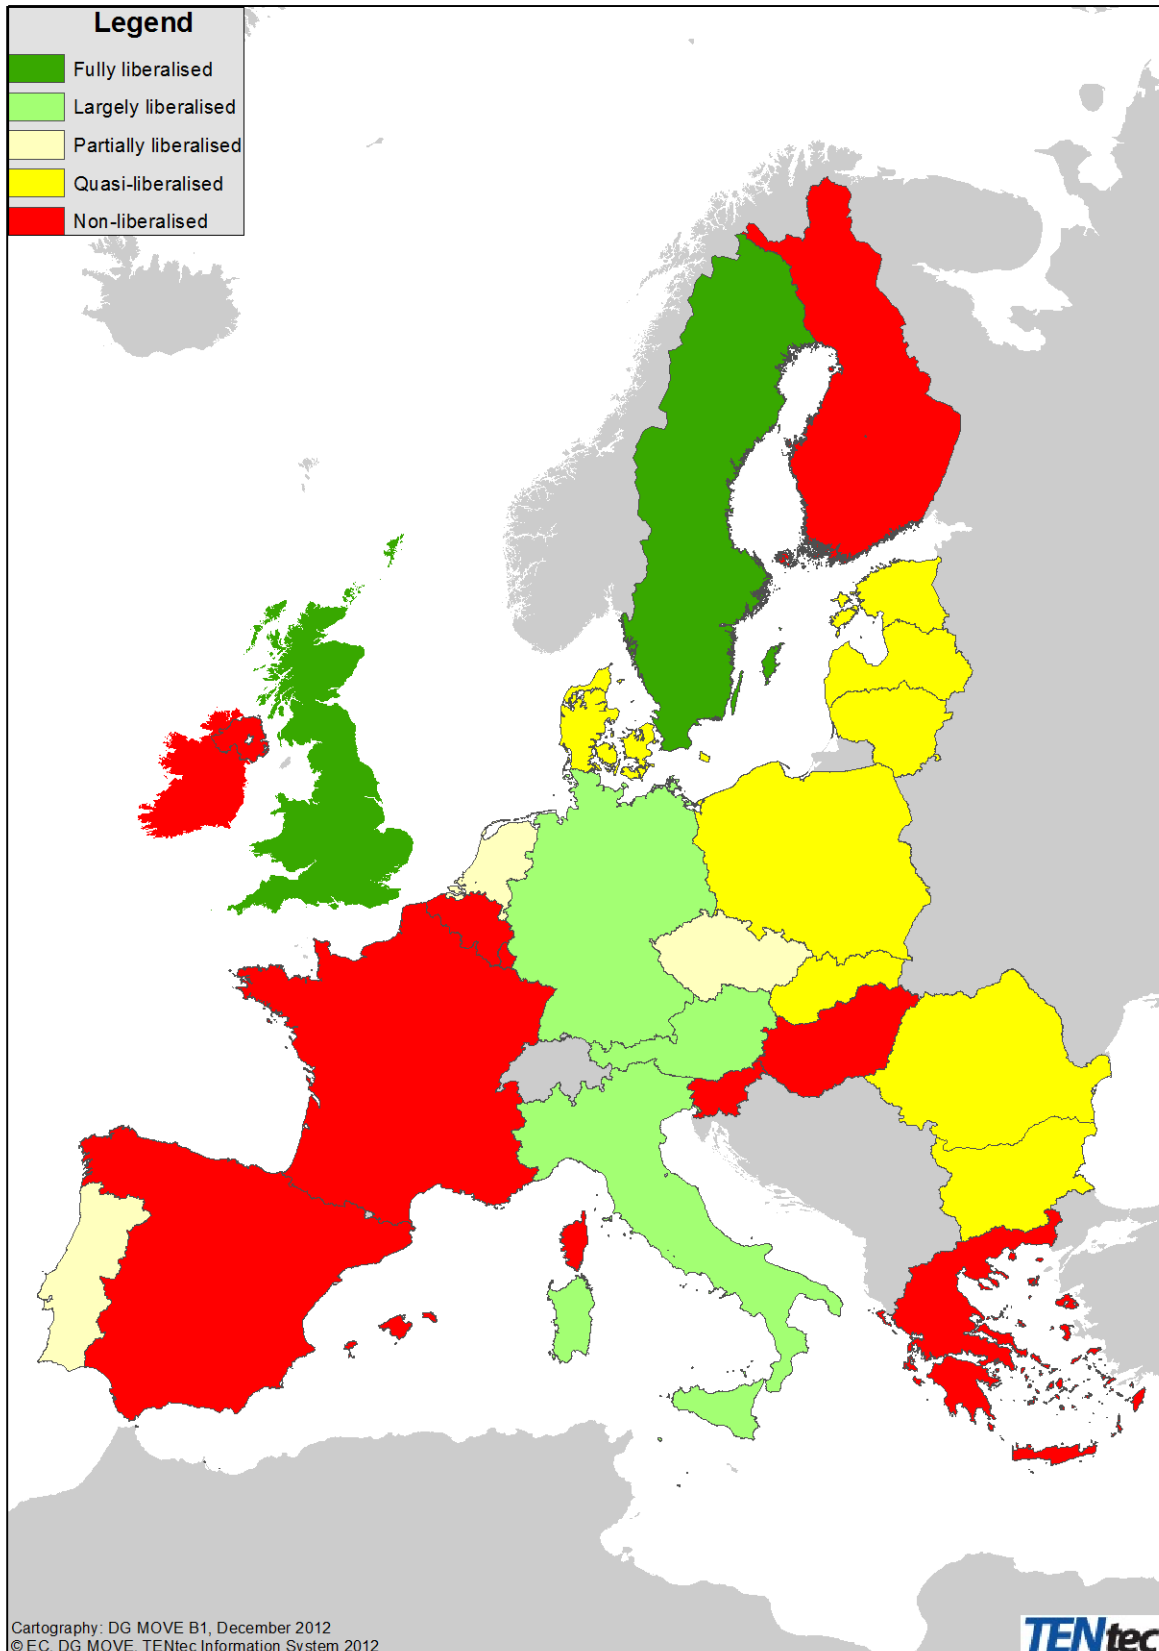 Legend
Fully liberalised
Largely liberalised
Partially liberalised
Quasi-liberalised
Non-liberalised
Cartography: DG MOVE B1, December 2012
© EC, DG MOVE, TENtec Information System 2012
TENtec